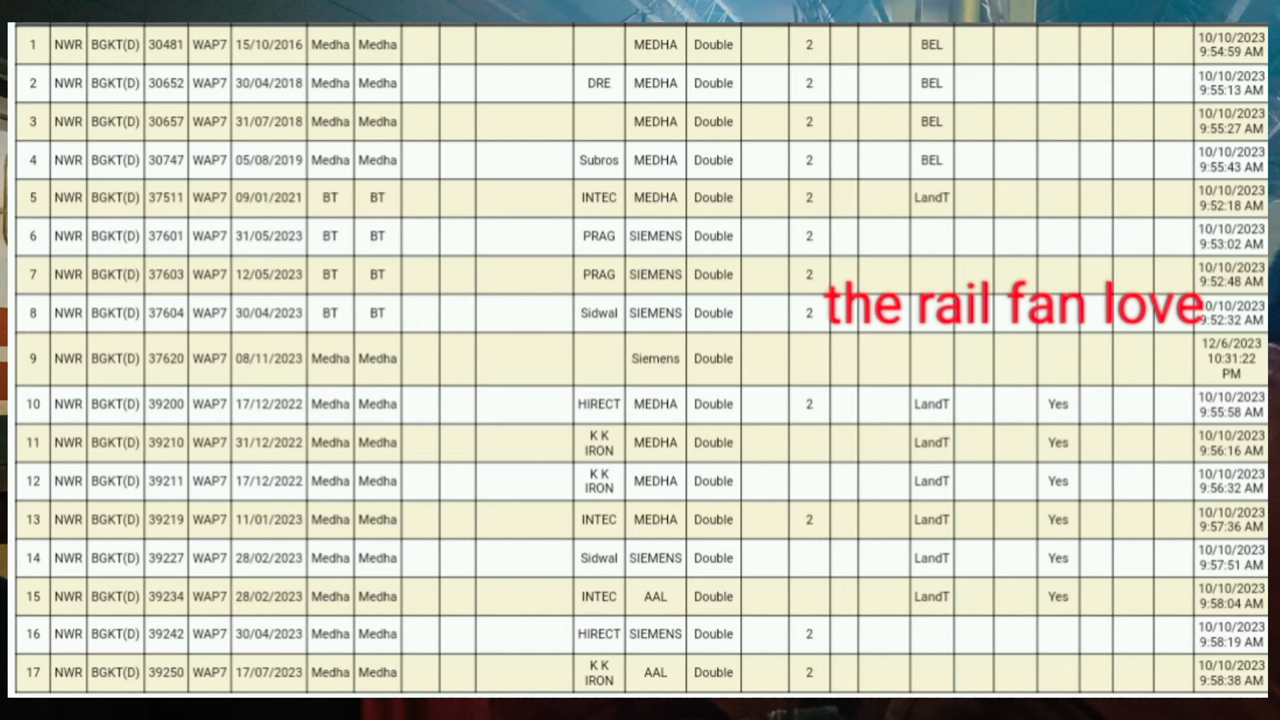 1 NWR BGKT(D) 30481 WAP7 15/10/2016 Medha Medha MEDHA Double 2 BEL 10/10/2023 9:54:59 AM
2 NWR BGKT(D) 30652 WAP7 30/04/2018 Medha Medha DRE MEDHA Double 2 BEL 10/10/2023 9:55:13 AM
3 NWR BGKT(D) 30657 WAP7 31/07/2018 Medha Medha MEDHA Double 2 BEL 10/10/2023 9:55:27 AM
4 NWR BGKT(D) 30747 WAP7 05/08/2019 Medha Medha Subros MEDHA Double 2 BEL 10/10/2023 9:55:43 AM
5 NWR BGKT(D) 37511 WAP7 09/01/2021 BT BT INTEC MEDHA Double 2 LandT 10/10/2023 9:52:18 AM
6 NWR BGKT(D) 37601 WAP7 31/05/2023 BT BT PRAG SIEMENS Double 2 10/10/2023 9:53:02 AM
7 NWR BGKT(D) 37603 WAP7 12/05/2023 BT BT PRAG SIEMENS Double 2 10/10/2023 9:52:48 AM
the rail fan love
8 NWR BGKT(D) 37604 WAP7 30/04/2023 BT BT Sidwal SIEMENS Double 2 10/10/2023 9:52:32 AM
9 NWR BGKT(D) 37620 WAP7 08/11/2023 Medha Medha Siemens Double 12/6/2023 10:31:22 PM
10 NWR BGKT(D) 39200 WAP7 17/12/2022 Medha Medha HIRECT MEDHA Double 2 LandT Yes 10/10/2023 9:55:58 AM
11 NWR BGKT(D) 39210 WAP7 31/12/2022 Medha Medha K K IRON MEDHA Double LandT Yes 10/10/2023 9:56:16 AM
12 NWR BGKT(D) 39211 WAP7 17/12/2022 Medha Medha K K IRON MEDHA Double LandT Yes 10/10/2023 9:56:32 AM
13 NWR BGKT(D) 39219 WAP7 11/01/2023 Medha Medha INTEC MEDHA Double 2 LandT Yes 10/10/2023 9:57:36 AM
14 NWR BGKT(D) 39227 WAP7 28/02/2023 Medha Medha Sidwal SIEMENS Double LandT Yes 10/10/2023 9:57:51 AM
15 NWR BGKT(D) 39234 WAP7 28/02/2023 Medha Medha INTEC AAL Double LandT Yes 10/10/2023 9:58:04 AM
16 NWR BGKT(D) 39242 WAP7 30/04/2023 Medha Medha HIRECT SIEMENS Double 2 10/10/2023 9:58:19 AM
17 NWR BGKT(D) 39250 WAP7 17/07/2023 Medha Medha K K IRON AAL Double 2 10/10/2023 9:58:38 AM